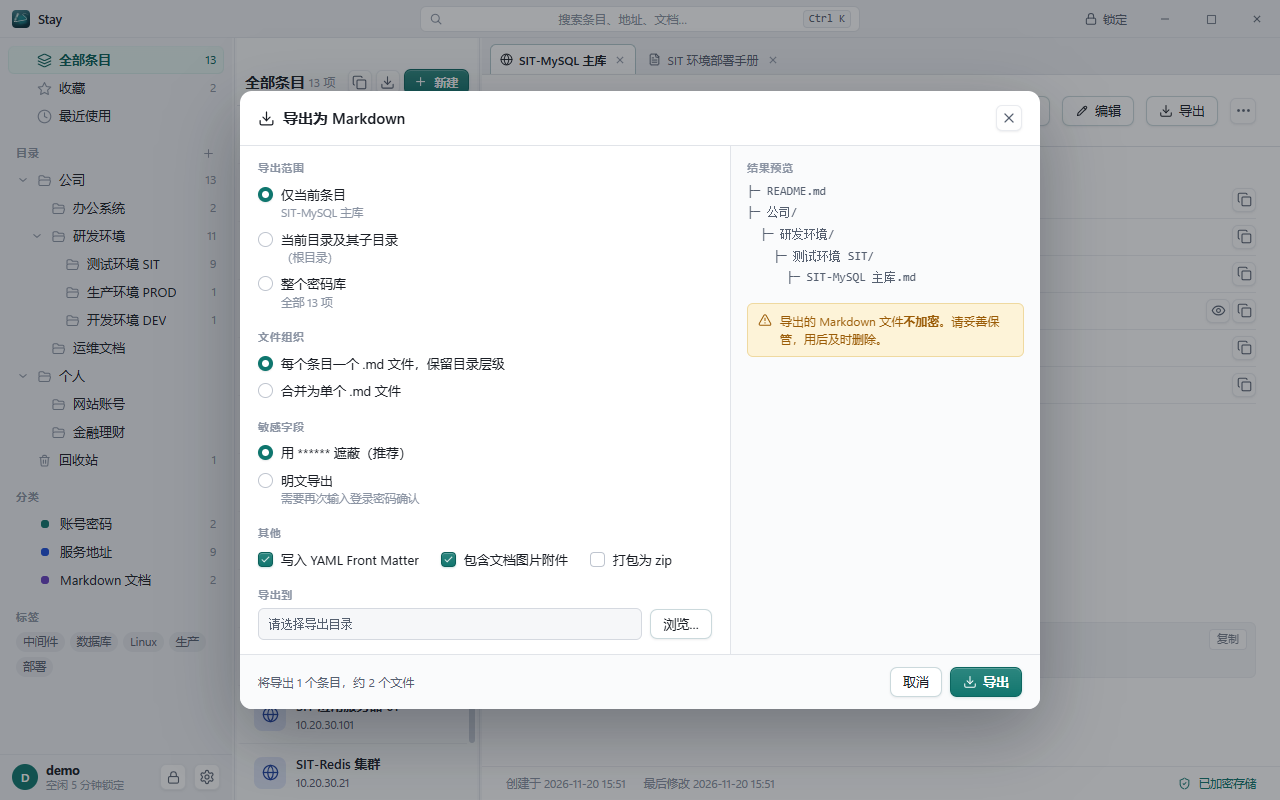 Stay
搜索条目、地址、文档...
Ctrl K
锁定
全部条目 13
收藏 2
最近使用
目录
公司 13
办公系统 2
研发环境 11
测试环境 SIT 9
生产环境 PROD 1
开发环境 DEV 1
运维文档
个人
网站账号
金融理财
回收站 1
分类
账号密码 2
服务地址 9
Markdown 文档 2
标签
中间件 数据库 Linux 生产
部署
demo
空闲 5 分钟锁定
全部条目 13 项
新建
SIT-MySQL 主库
SIT 环境部署手册
编辑
导出
导出为 Markdown
导出范围
仅当前条目
SIT-MySQL 主库
当前目录及其子目录
（根目录）
整个密码库
全部 13 项
文件组织
每个条目一个 .md 文件，保留目录层级
合并为单个 .md 文件
敏感字段
用 ****** 遮蔽（推荐）
明文导出
需要再次输入登录密码确认
其他
写入 YAML Front Matter
包含文档图片附件
打包为 zip
导出到
请选择导出目录
浏览...
结果预览
├─ README.md
├─ 公司/
├─ 研发环境/
├─ 测试环境 SIT/
├─ SIT-MySQL 主库.md
导出的 Markdown 文件不加密。请妥善保
管，用后及时删除。
将导出 1 个条目，约 2 个文件
取消
导出
复制
10.20.30.101
SIT-Redis 集群
10.20.30.21
创建于 2026-11-20 15:51
最后修改 2026-11-20 15:51
已加密存储